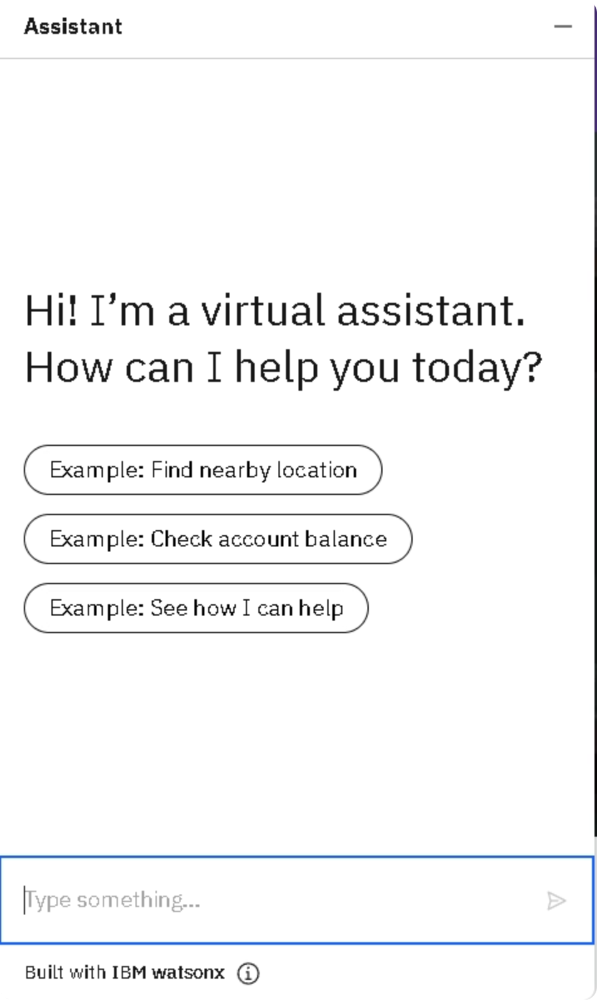 Assistant
Hi! I’m a virtual assistant.
How can I help you today?
Example: Find nearby location
Example: Check account balance
Example: See how I can help
Type something...
Built with IBM watsonx